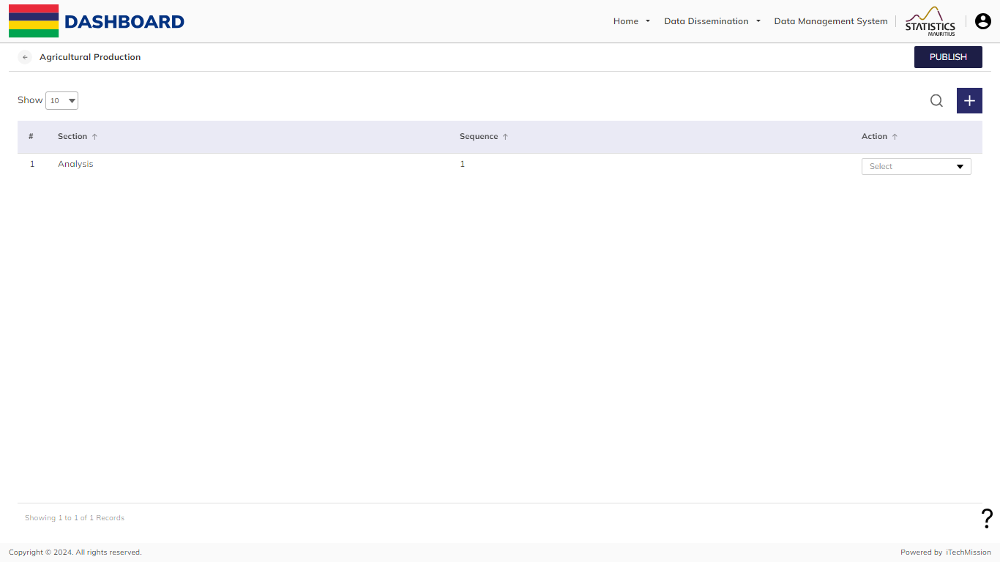 DASHBOARD
Home Data Dissemination Data Management System
STATISTICS
MAURITIUS
Agricultural Production
PUBLISH
Show 10
# Section Sequence Action
1 Analysis 1 Select
Showing 1 to 1 of 1 Records
?
Copyright © 2024. All rights reserved.
Powered by iTechMission